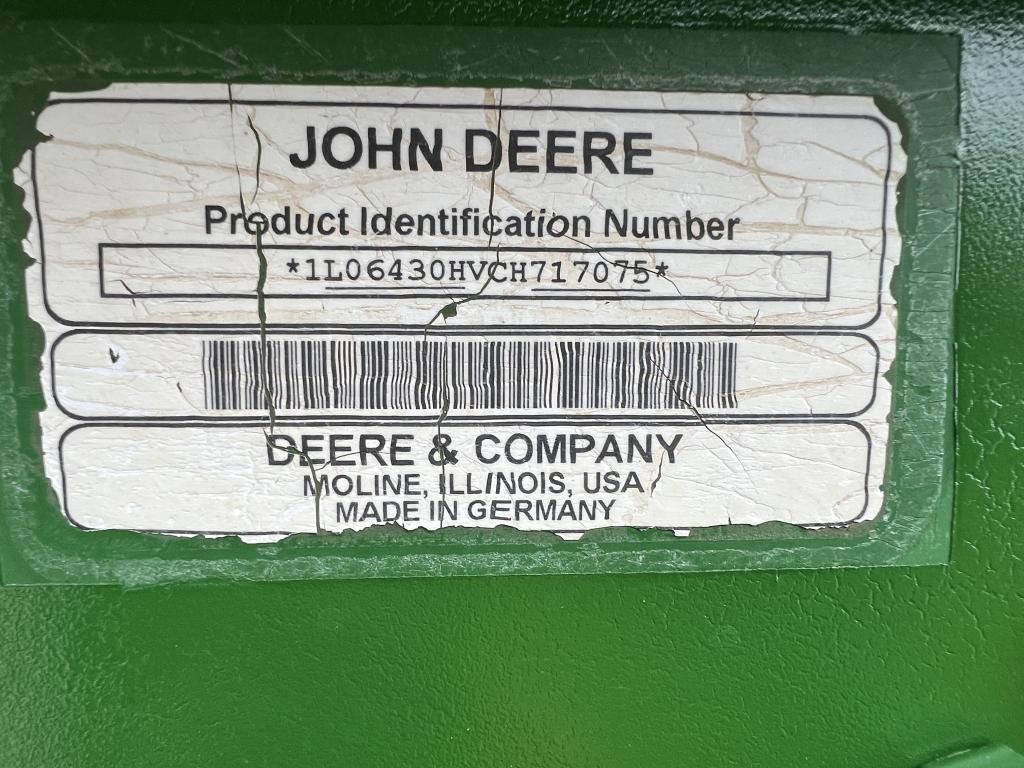 JOHN DEERE
Product Identification Number
*1L06430HVCH717075*
DEERE & COMPANY
MOLINE, ILLINOIS, USA
MADE IN GERMANY